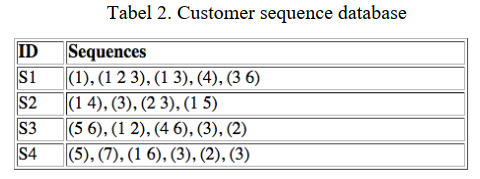 Tabel 2. Customer sequence database
ID Sequences
S1 (1), (1 2 3), (1 3), (4), (3 6)
S2 (1 4), (3), (2 3), (1 5)
S3 (5 6), (1 2), (4 6), (3), (2)
S4 (5), (7), (1 6), (3), (2), (3)